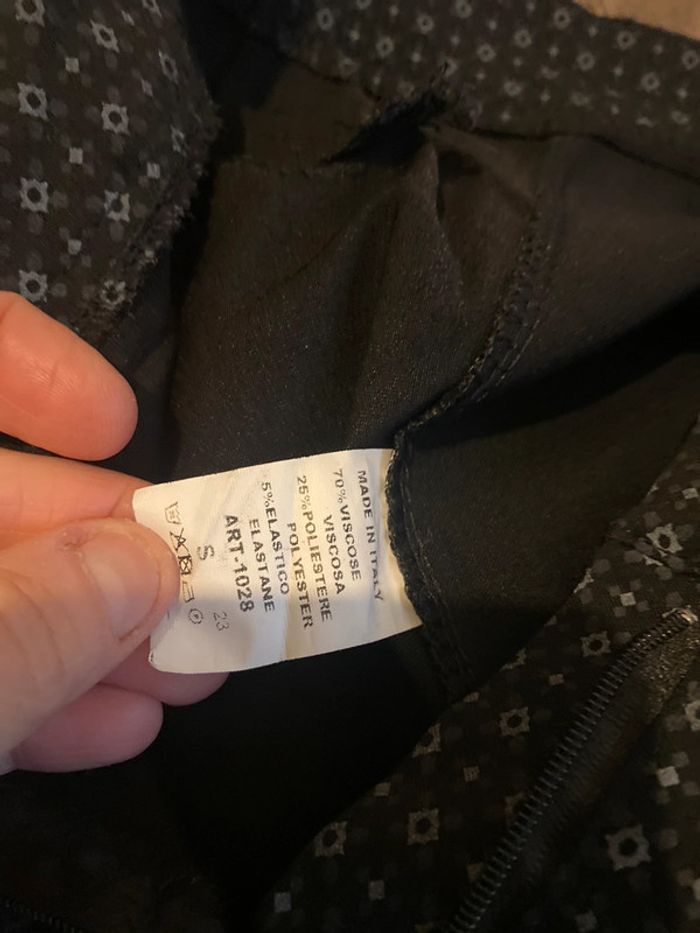 MADE IN ITALY
70%VISCOSE
VISCOSA
25%POLIESTERE
POLYESTER
5%ELASTICO
ELASTANE
ART-1028
S
23